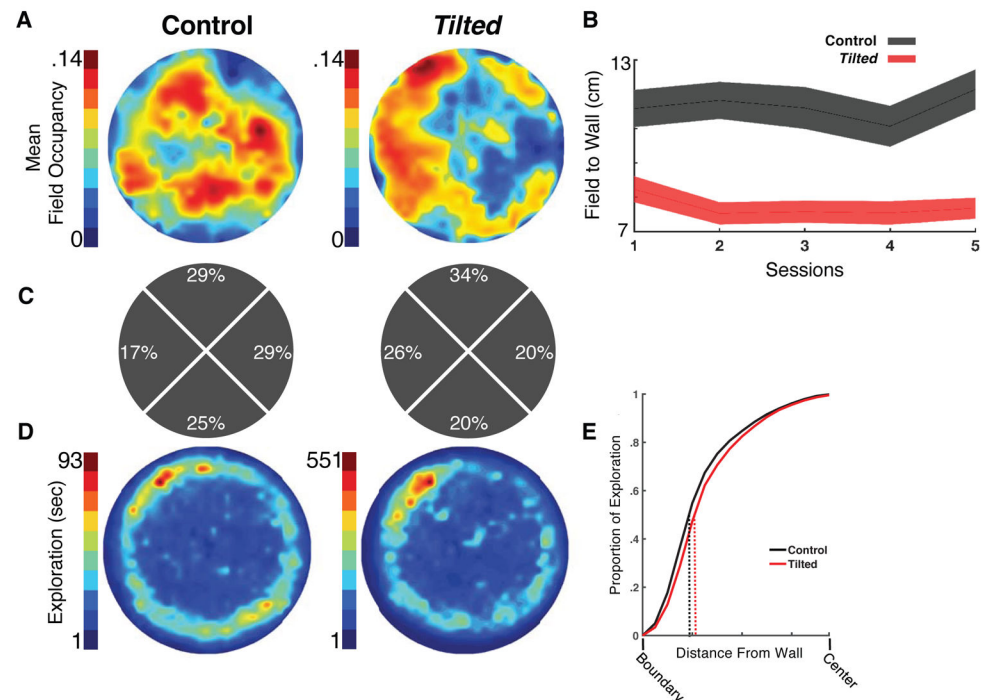 A
Control
Tilted
.14
0
Mean
Field Occupancy
.14
0
B
Control
Tilted
13
7
Field to Wall (cm)
1 2 3 4 5
Sessions
C
29%
17% 29%
25%
34%
26% 20%
20%
D
93
1
Exploration (sec)
551
1
E
1
.8
.6
.4
.2
0
Proportion of Exploration
Control
Tilted
Distance From Wall
Boundary
Center